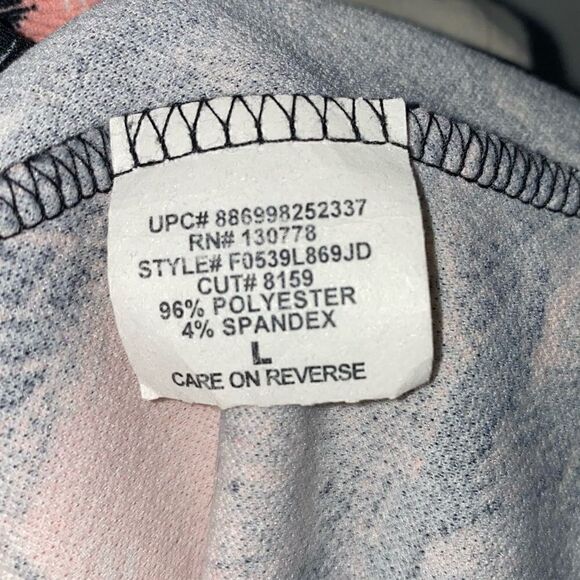 UPC# 886998252337
RN# 130778
STYLE# F0539L869JD
CUT# 8159
96% POLYESTER
4% SPANDEX
L
CARE ON REVERSE